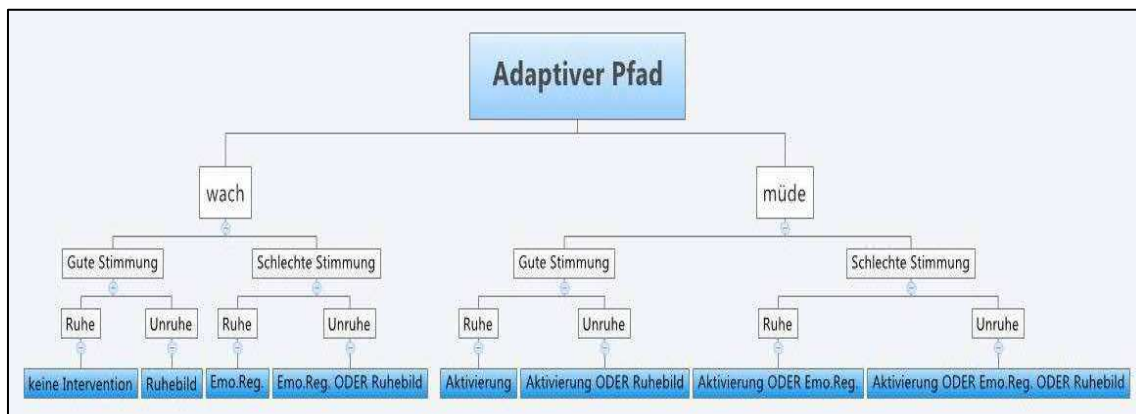 Adaptiver Pfad
wach
müde
Gute Stimmung
Schlechte Stimmung
Gute Stimmung
Schlechte Stimmung
Ruhe
Unruhe
Ruhe
Unruhe
Ruhe
Unruhe
Ruhe
Unruhe
keine Intervention
Ruhebild
Emo.Reg.
Emo.Reg. ODER Ruhebild
Aktivierung
Aktivierung ODER Ruhebild
Aktivierung ODER Emo.Reg.
Aktivierung ODER Emo.Reg. ODER Ruhebild